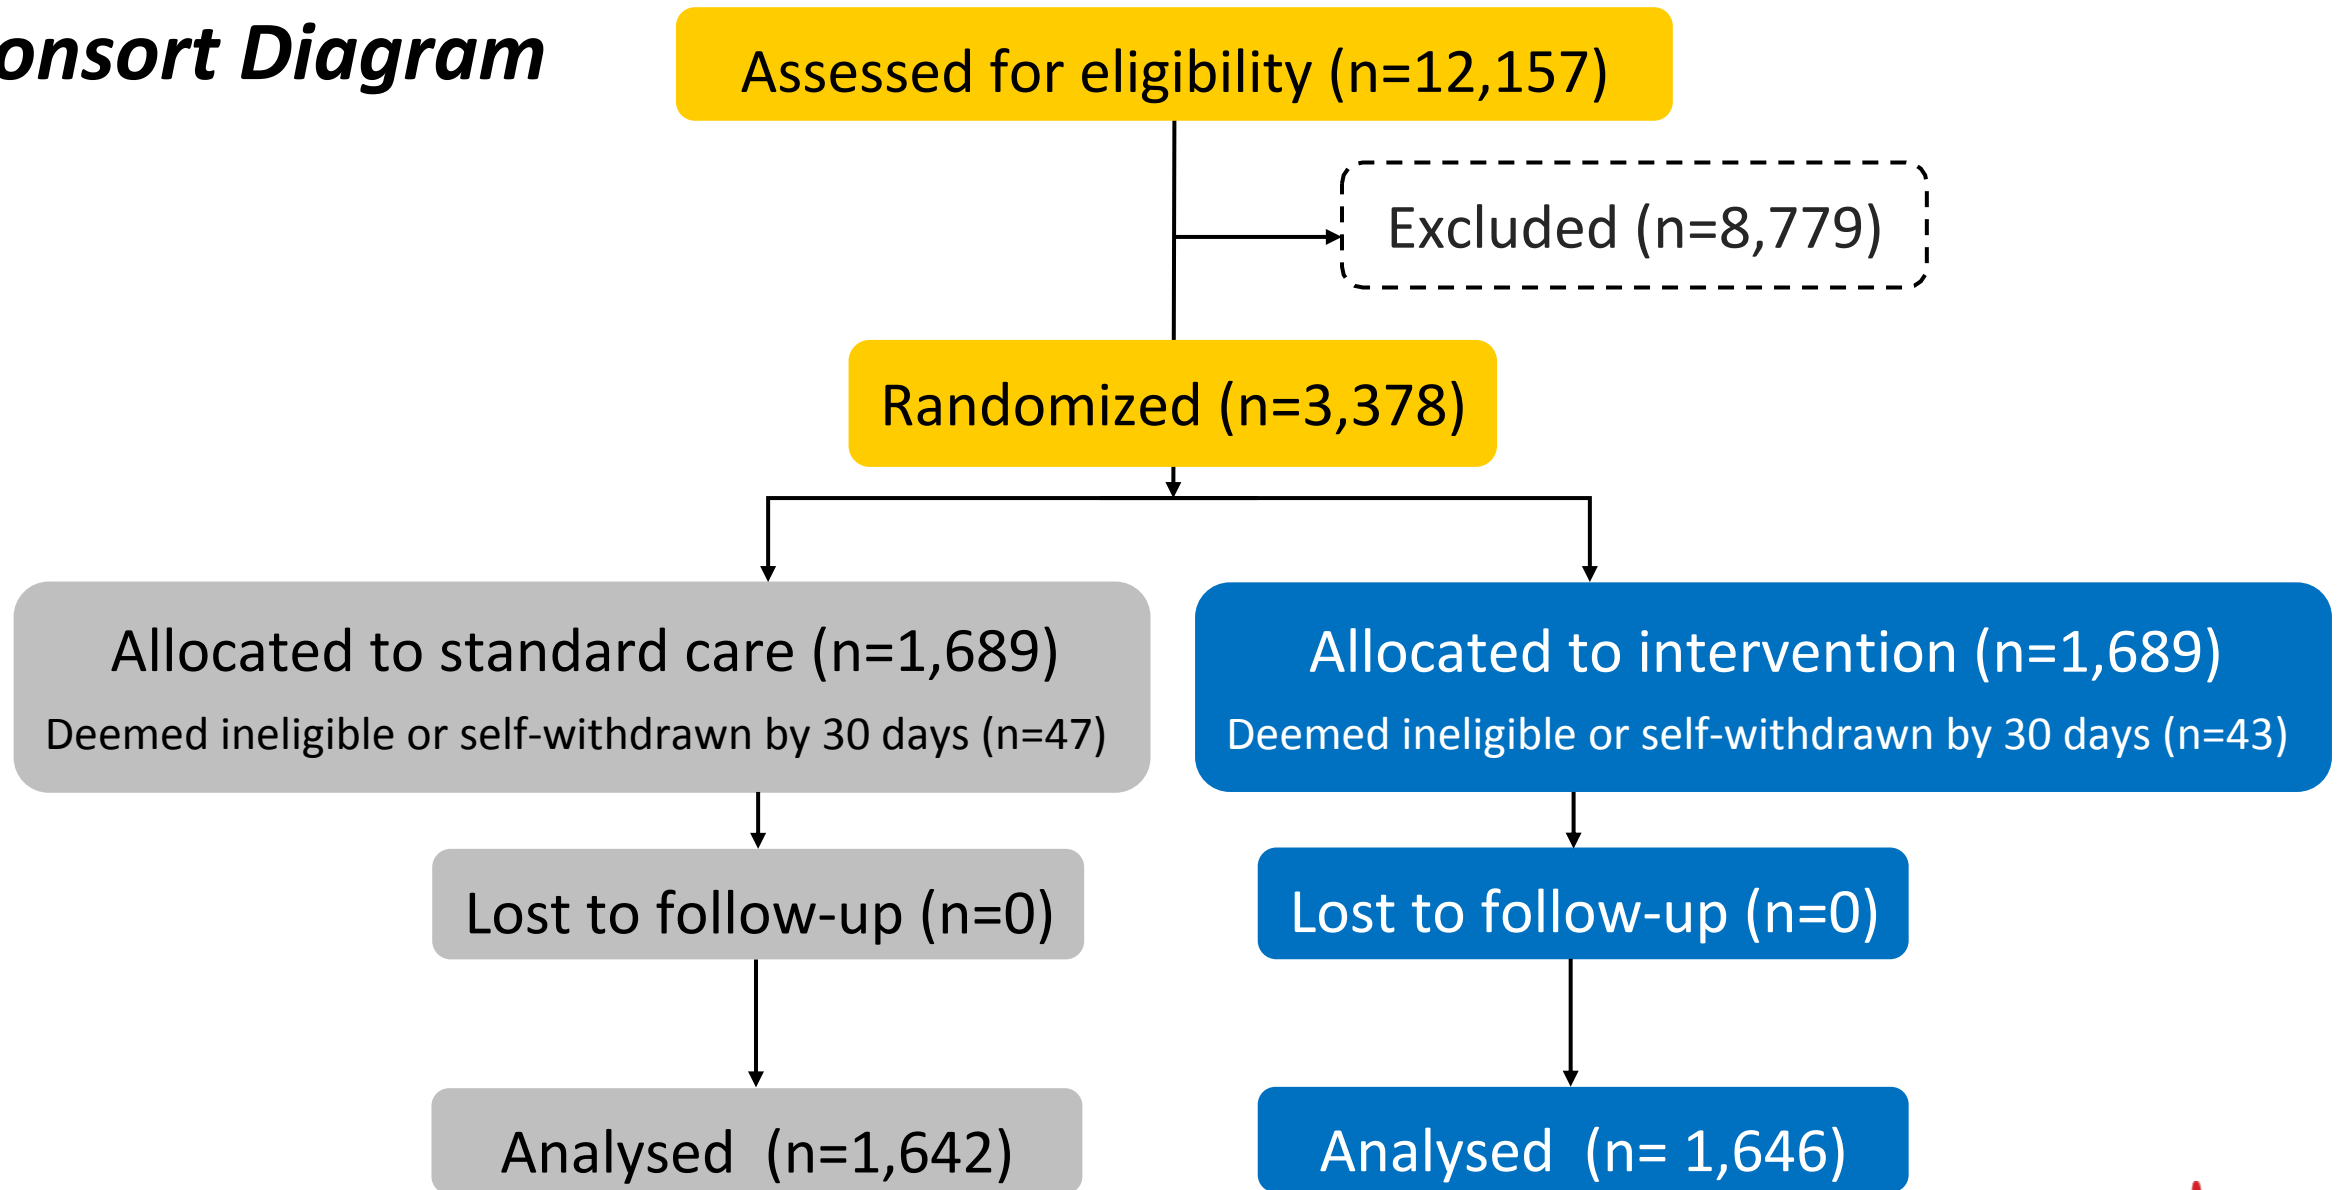 onsort Diagram
Assessed for eligibility (n=12,157)
Excluded (n=8,779)
Randomized (n=3,378)
Allocated to standard care (n=1,689)
Deemed ineligible or self-withdrawn by 30 days (n=47)
Allocated to intervention (n=1,689)
Deemed ineligible or self-withdrawn by 30 days (n=43)
Lost to follow-up (n=0)
Lost to follow-up (n=0)
Analysed  (n=1,642)
Analysed  (n= 1,646)